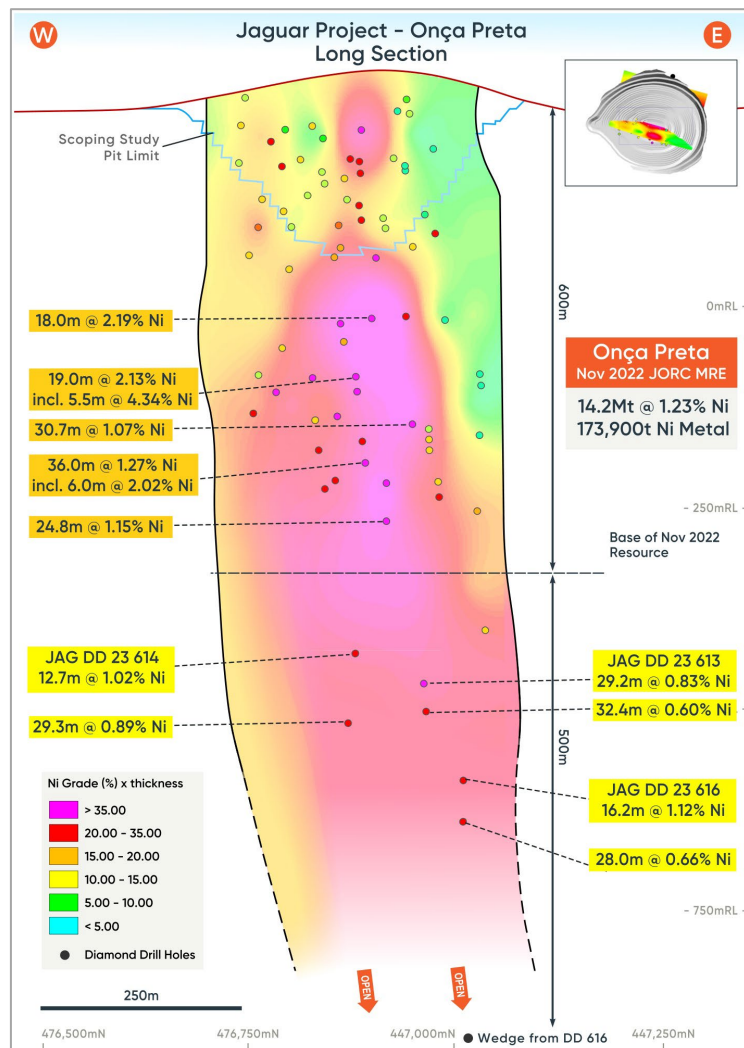 W
Jaguar Project - Onça Preta
Long Section
E
Scoping Study
Pit Limit
600m
0mRL
18.0m @ 2.19% Ni
19.0m @ 2.13% Ni
incl. 5.5m @ 4.34% Ni
30.7m @ 1.07% Ni
36.0m @ 1.27% Ni
incl. 6.0m @ 2.02% Ni
24.8m @ 1.15% Ni
Onça Preta
Nov 2022 JORC MRE
14.2Mt @ 1.23% Ni
173,900t Ni Metal
- 250mRL
Base of Nov 2022
Resource
JAG DD 23 614
12.7m @ 1.02% Ni
29.3m @ 0.89% Ni
JAG DD 23 613
29.2m @ 0.83% Ni
32.4m @ 0.60% Ni
500m
JAG DD 23 616
16.2m @ 1.12% Ni
28.0m @ 0.66% Ni
Ni Grade (%) x thickness
> 35.00
20.00 - 35.00
15.00 - 20.00
10.00 - 15.00
5.00 - 10.00
< 5.00
Diamond Drill Holes
- 750mRL
OPEN
OPEN
250m
Wedge from DD 616
476,500mN
476,750mN
447,000mN
447,250mN